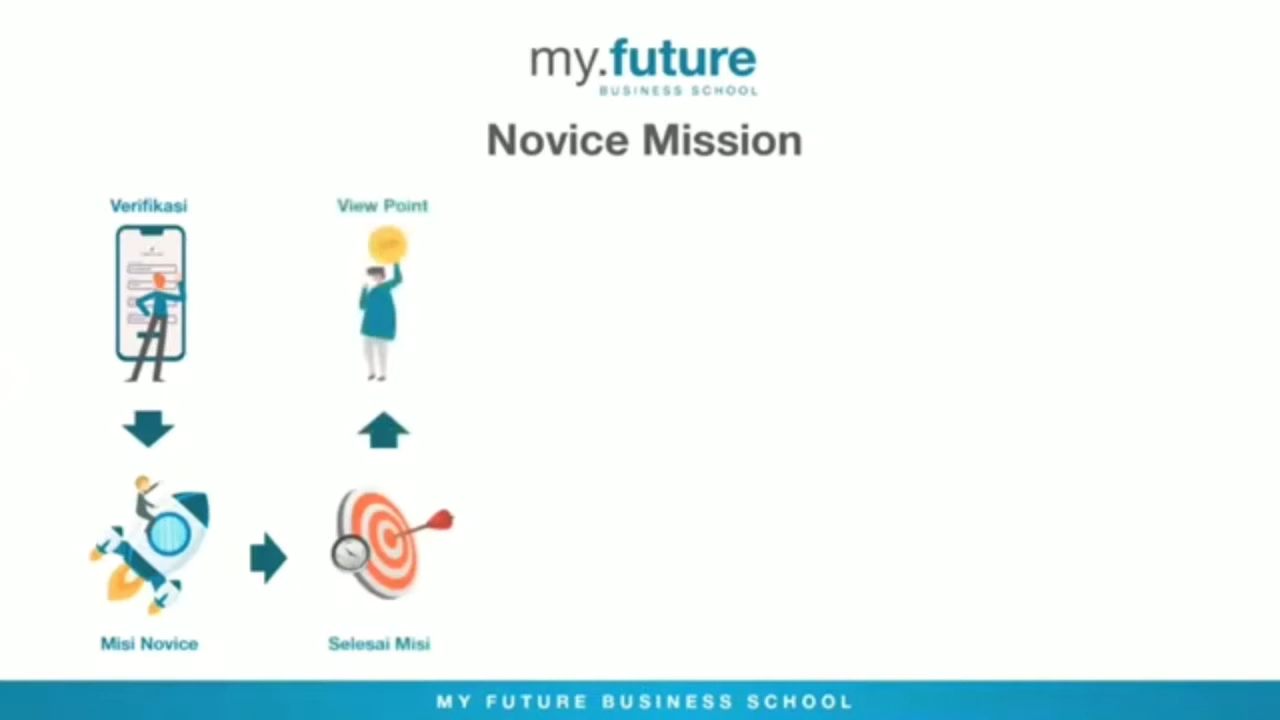 my.future
BUSINESS SCHOOL
Novice Mission
Verifikasi
View Point
Misi Novice
Selesai Misi
MY FUTURE BUSINESS SCHOOL